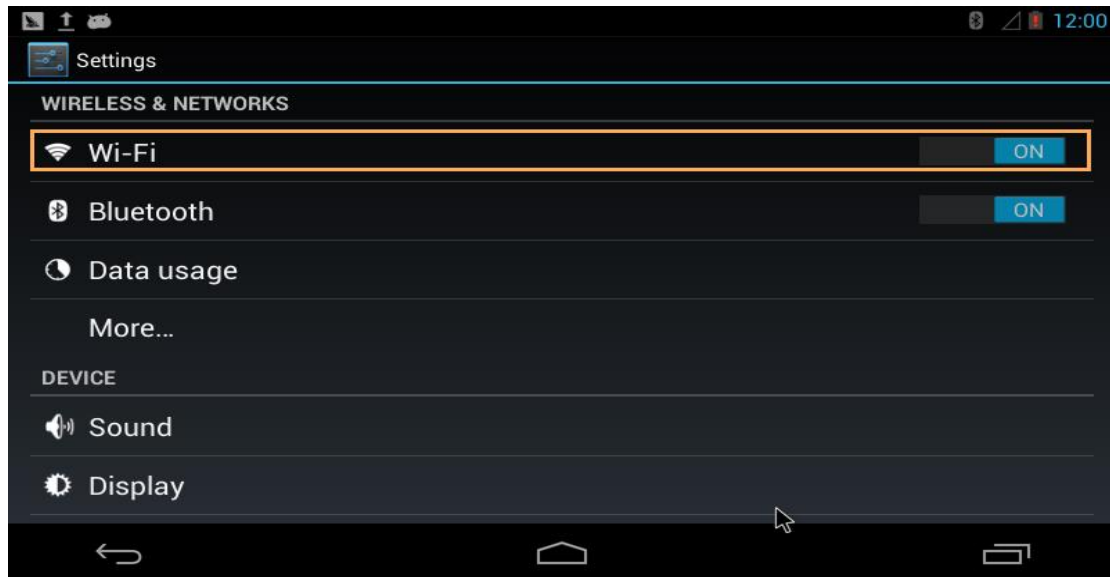 12:00
Settings
WIRELESS & NETWORKS
Wi-Fi ON
Bluetooth ON
Data usage
More...
DEVICE
Sound
Display